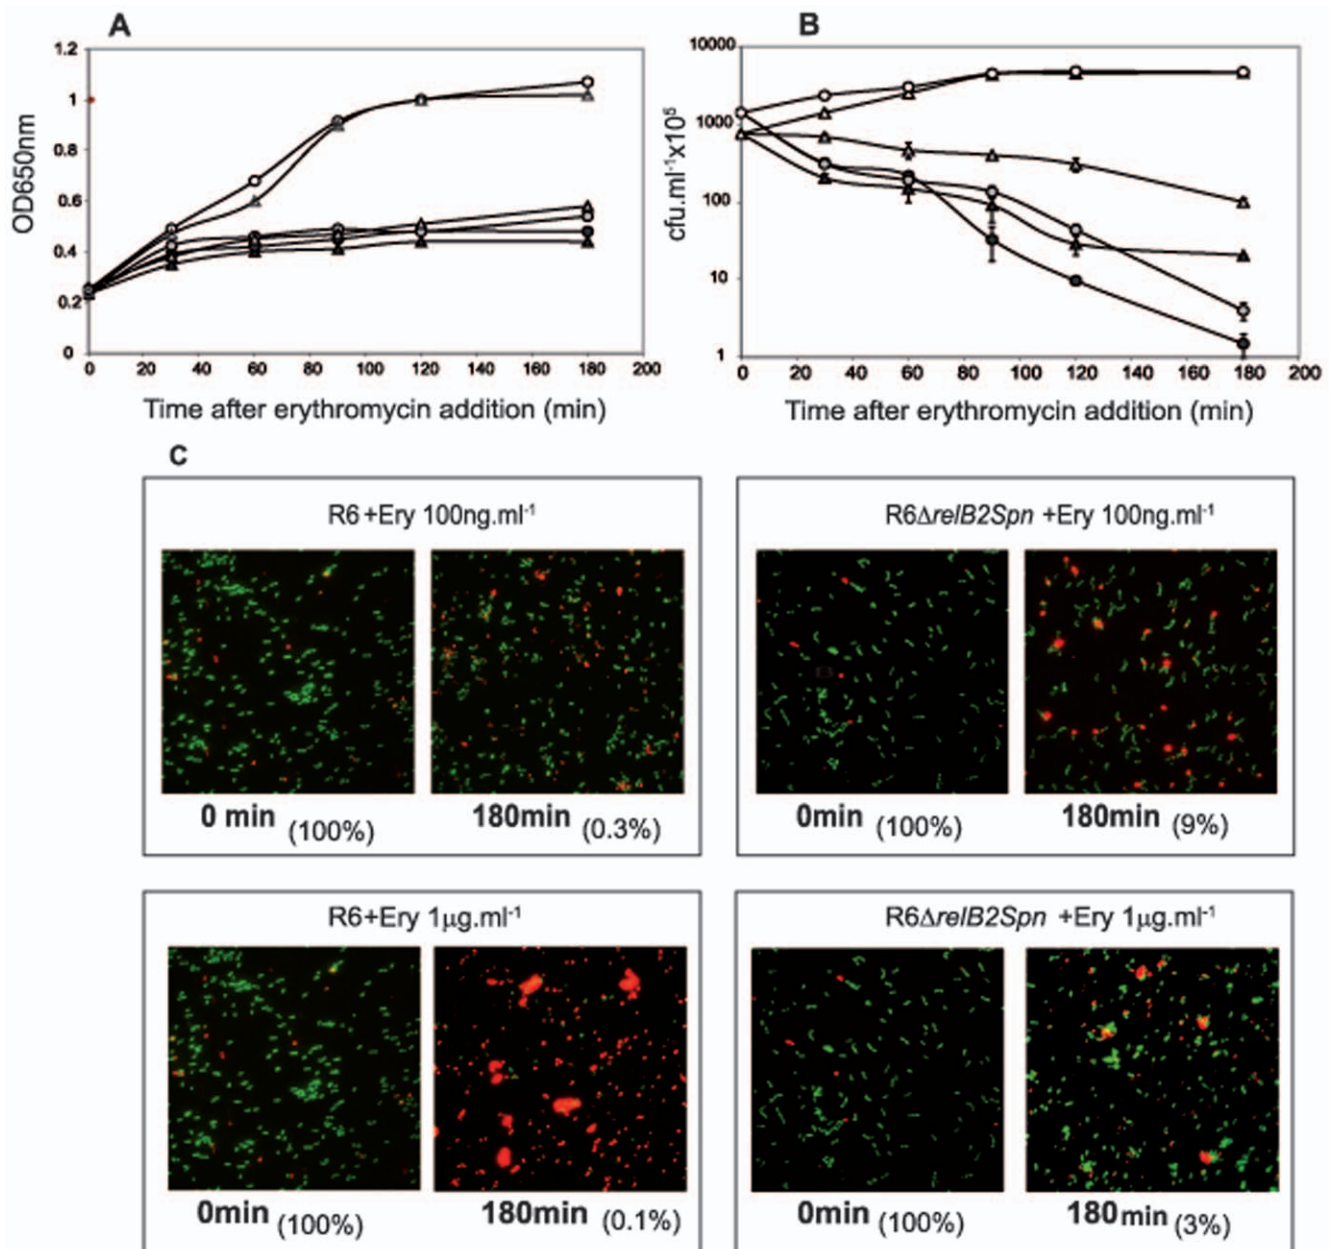 A
1.2
1
0.8
0.6
0.4
0.2
0
OD650nm
0 20 40 60 80 100 120 140 160 180 200
Time after erythromycin addition (min)
B
10000
1000
100
10
1
cfu.ml⁻¹x10⁵
0 20 40 60 80 100 120 140 160 180 200
Time after erythromycin addition (min)
C
R6+Ery 100ng.ml⁻¹
0 min (100%)
180min (0.3%)
R6ΔrelB2Spn +Ery 100ng.ml⁻¹
0min (100%)
180min (9%)
R6+Ery 1μg.ml⁻¹
0min (100%)
180min (0.1%)
R6ΔrelB2Spn +Ery 1μg.ml⁻¹
0min (100%)
180min (3%)